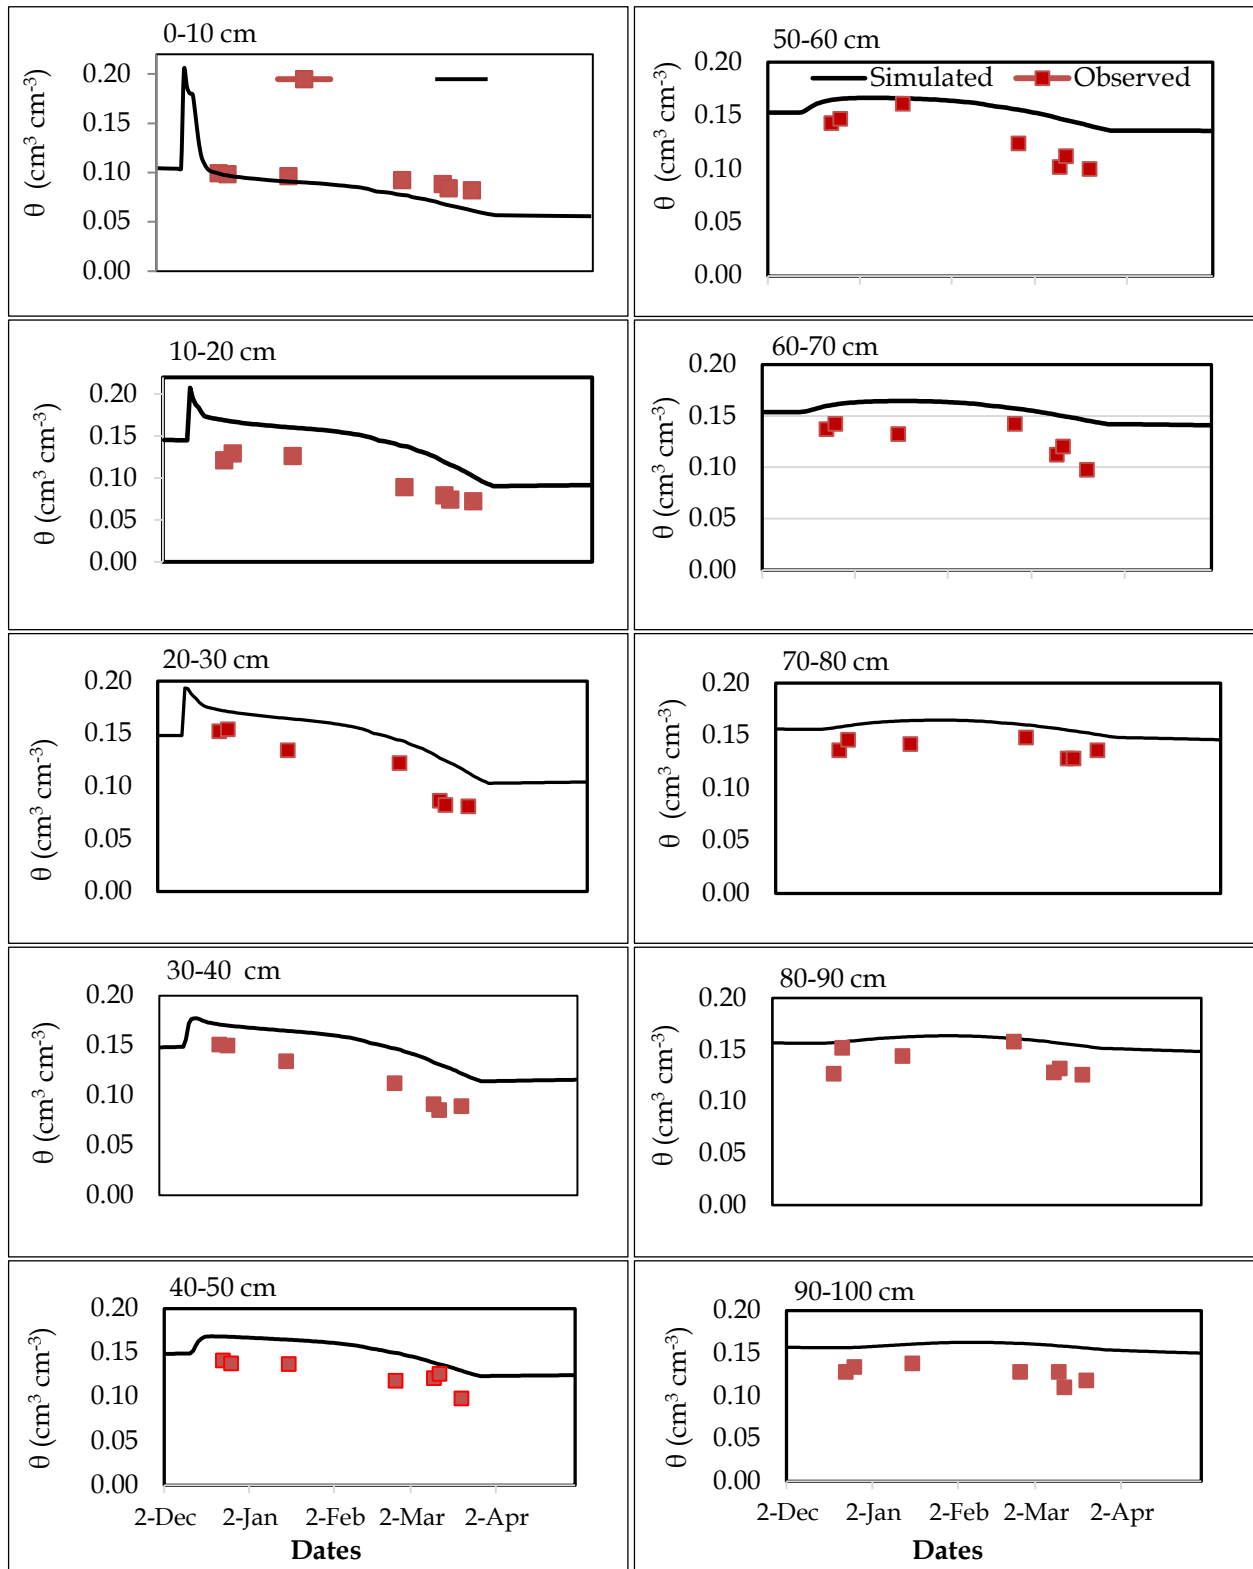 0-10 cm
θ (cm³ cm⁻³)
0.20
0.15
0.10
0.05
0.00
50-60 cm
θ (cm³ cm⁻³)
0.20
0.15
0.10
0.05
0.00
Simulated Observed
10-20 cm
θ (cm³ cm⁻³)
0.20
0.15
0.10
0.05
0.00
60-70 cm
θ (cm³ cm⁻³)
0.20
0.15
0.10
0.05
0.00
20-30 cm
θ (cm³ cm⁻³)
0.20
0.15
0.10
0.05
0.00
70-80 cm
θ (cm³ cm⁻³)
0.20
0.15
0.10
0.05
0.00
30-40 cm
θ (cm³ cm⁻³)
0.20
0.15
0.10
0.05
0.00
80-90 cm
θ (cm³ cm⁻³)
0.20
0.15
0.10
0.05
0.00
40-50 cm
θ (cm³ cm⁻³)
0.20
0.15
0.10
0.05
0.00
2-Dec 2-Jan 2-Feb 2-Mar 2-Apr
Dates
90-100 cm
θ (cm³ cm⁻³)
0.20
0.15
0.10
0.05
0.00
2-Dec 2-Jan 2-Feb 2-Mar 2-Apr
Dates